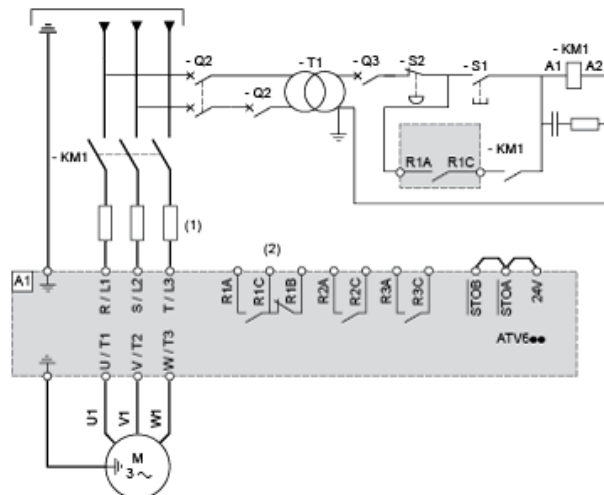 - Q2
- T1
- Q3
- S2
- S1
- KM1
A1 A2
- Q2
- KM1
R1A R1C
- KM1
(1)
(2)
A1
R / L1
S / L2
T / L3
R1A
R1C
R1B
R2A
R2C
R3A
R3C
STOB
STOA
24V
ATV6●●
U / T1
V / T2
W / T3
U1
V1
W1
M
3 ~